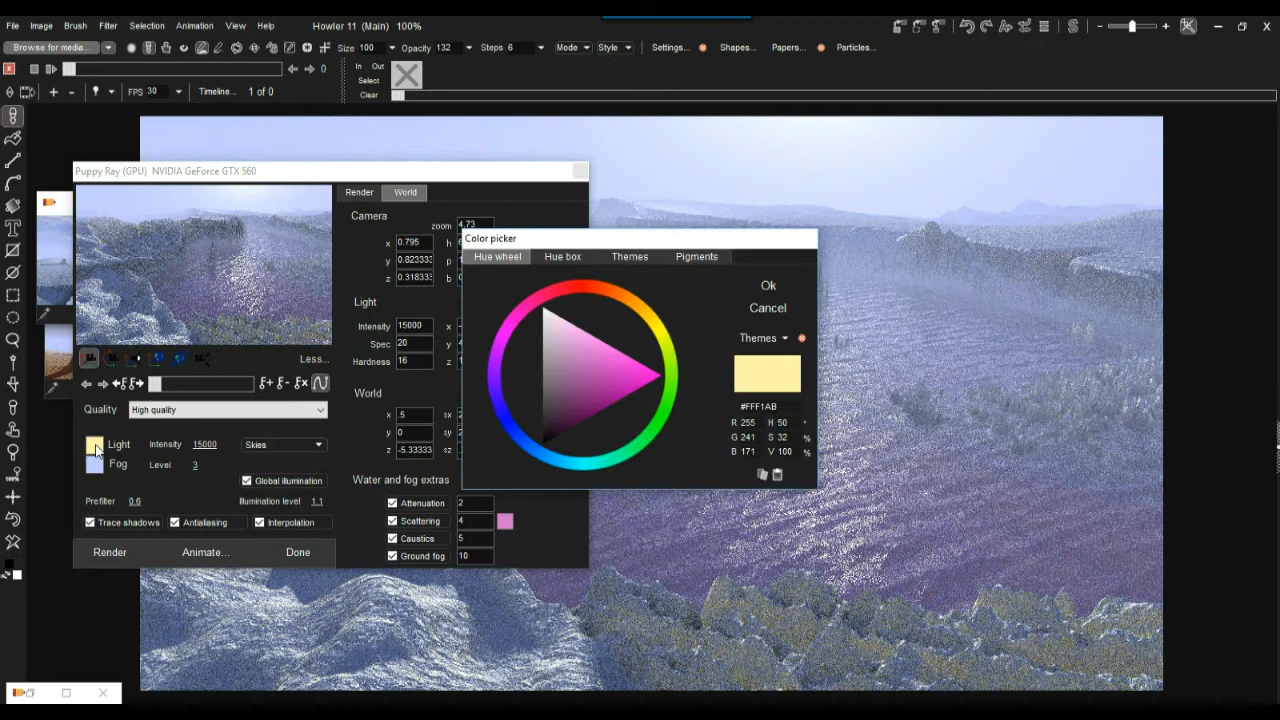 File Image Brush Filter Selection Animation View Help Howler 11 (Main) 100%
Browse for media... Size 100 Opacity 132 Steps 6 Mode Style Settings... Shapes... Papers... Particles...
0 In Out
Select
Clear
FPS 30 Timeline... 1 of 0
Puppy Ray (GPU) NVIDIA GeForce GTX 560
Render World
Camera
zoom 4.73
x 0.795 h
y 0.823333 p
z 0.318333 b
Light
Intensity 15000 x
Spec 20 y
Hardness 16 z
Less...
World
x .5 sx
y 0 sy
z -5.33333 sz
Quality High quality
Light Intensity 15000 Skies
Fog Level 3
Global illumination
Prefilter 0.6 Illumination level 1.1
Trace shadows Antialiasing Interpolation
Render Animate... Done
Water and fog extras
Attenuation 2
Scattering 4
Caustics 5
Ground fog 10
Color picker
Hue wheel Hue box Themes Pigments
Ok
Cancel
Themes
#FFF1AB
R 255 H 50 °
G 241 S 32 %
B 171 V 100 %